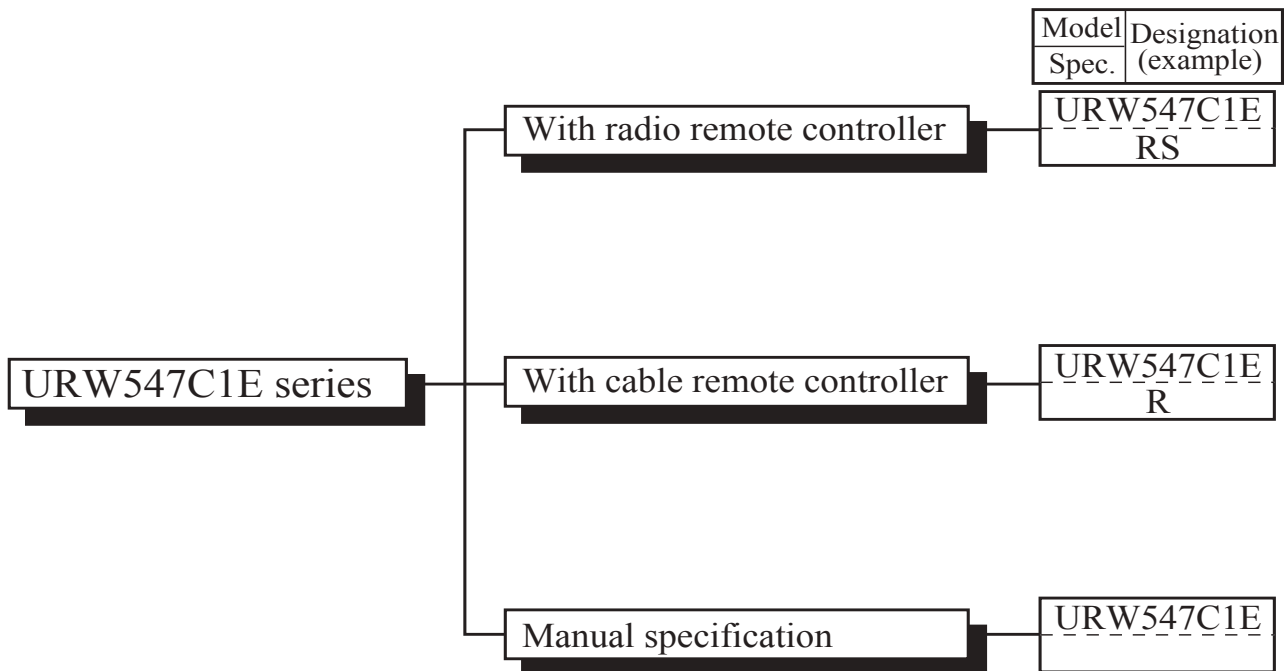 Model
Spec.
Designation
(example)
With radio remote controller
URW547C1E
RS
URW547C1E series
With cable remote controller
URW547C1E
R
Manual specification
URW547C1E